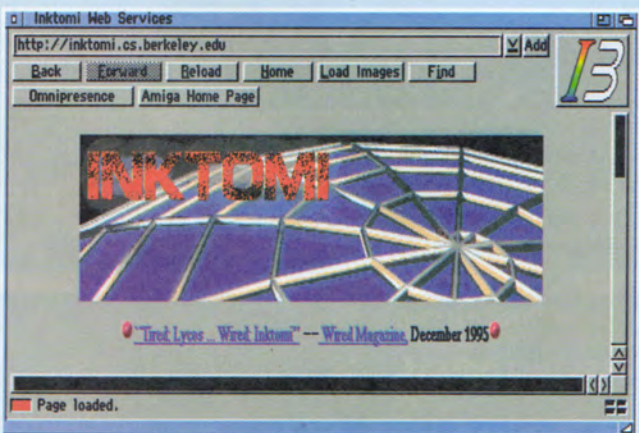 Inktomi Web Services
http://inktomi.cs.berkeley.edu
Add
Back Forward Reload Home Load Images Find
Omnipresence Amiga Home Page
INKTOMI
"Tired: Lycos ... Wired: Inktomi" -- Wired Magazine, December 1995
Page loaded.